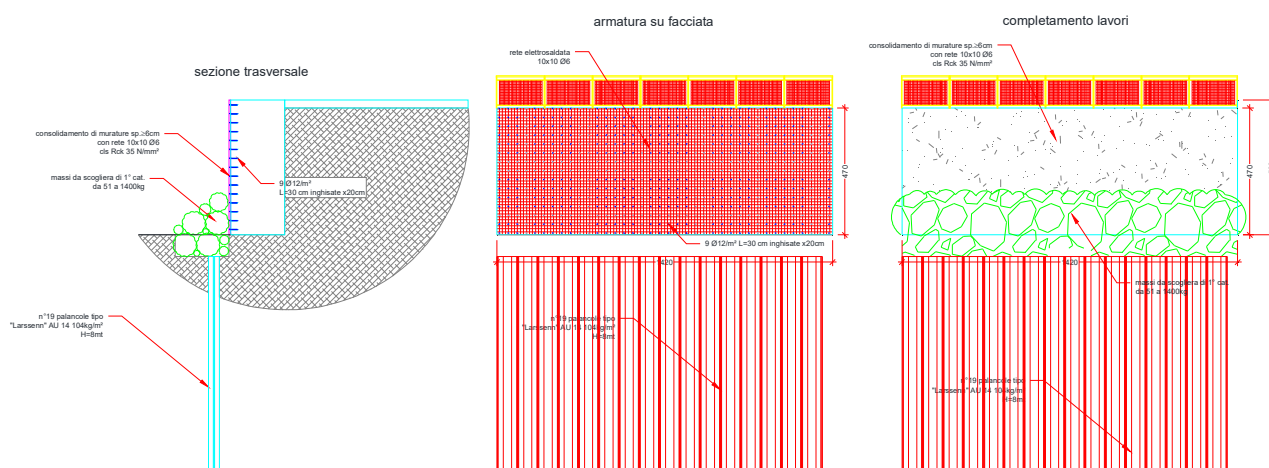 sezione trasversale
consolidamento di murature sp.≥6cm
con rete 10x10 Ø6
cls Rck 35 N/mm²
massi da scogliera di 1° cat.
da 51 a 1400kg
9 Ø12/m²
L=30 cm inghisate x20cm
n°19 palancole tipo
"Larssenn" AU 14 104kg/m²
H=8mt
armatura su facciata
rete elettrosaldata
10x10 Ø6
470
9 Ø12/m² L=30 cm inghisate x20cm
1420
n°19 palancole tipo
"Larssenn" AU 14 104kg/m²
H=8mt
completamento lavori
consolidamento di murature sp.≥6cm
con rete 10x10 Ø6
cls Rck 35 N/mm²
470
1420
massi da scogliera di 1° cat.
da 51 a 1400kg
n°19 palancole tipo
"Larssenn" AU 14 104kg/m
H=8m